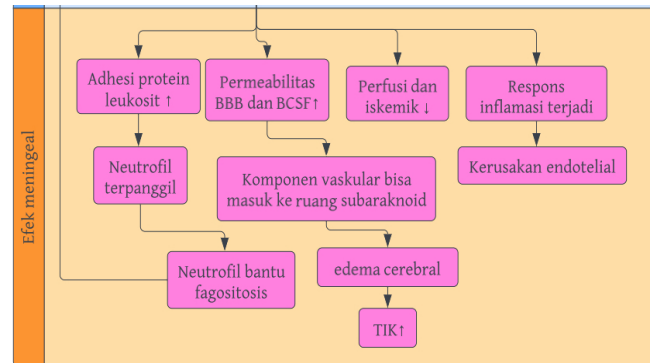 Efek meningeal
Adhesi protein
leukosit ↑
Permeabilitas
BBB dan BCSF↑
Perfusi dan
iskemik ↓
Respons
inflamasi terjadi
Neutrofil
terpanggil
Komponen vaskular bisa
masuk ke ruang subaraknoid
Kerusakan endotelial
Neutrofil bantu
fagositosis
edema cerebral
TIK↑